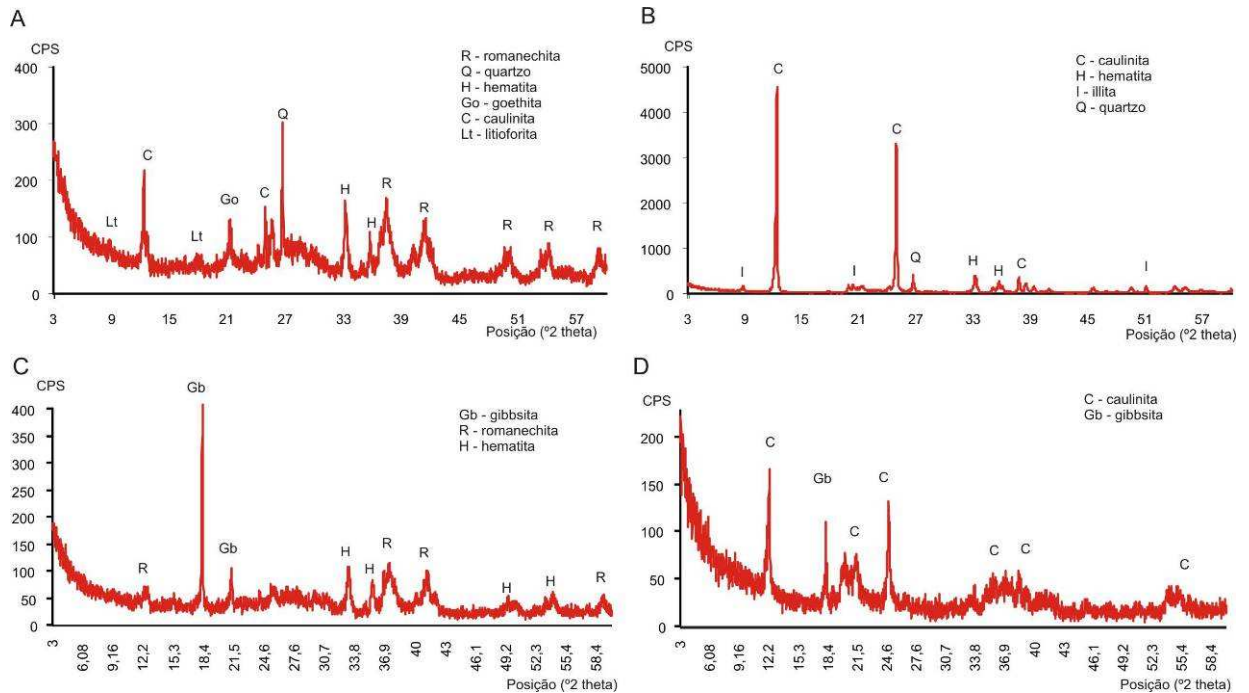 A
CPS
R - romanechita
Q - quartzo
H - hematita
Go - goethita
C - caulinita
Lt - litioforita
400
300
200
100
0
Lt
C
Lt
Go
C
Q
H
H
R
R
R
R
R
3 9 15 21 27 33 39 45 51 57
Posição (º2 theta)
B
CPS
C - caulinita
H - hematita
I - illita
Q - quartzo
5000
4000
3000
2000
1000
0
I
C
I
C
Q
H
H
C
I
3 9 15 21 27 33 39 45 51 57
Posição (º2 theta)
C
CPS
Gb - gibbsita
R - romanechita
H - hematita
400
350
300
250
200
150
100
50
0
R
Gb
Gb
H
H
R
R
H
H
R
3 6,08 9,16 12,2 15,3 18,4 21,5 24,6 27,6 30,7 33,8 36,9 40 43 46,1 49,2 52,3 55,4 58,4
Posição (º2 theta)
D
CPS
C - caulinita
Gb - gibbsita
200
150
100
50
0
C
Gb
C
C
C
C
C
3 6,08 9,16 12,2 15,3 18,4 21,5 24,6 27,6 30,7 33,8 36,9 40 43 46,1 49,2 52,3 55,4 58,4
Posição (º2 theta)